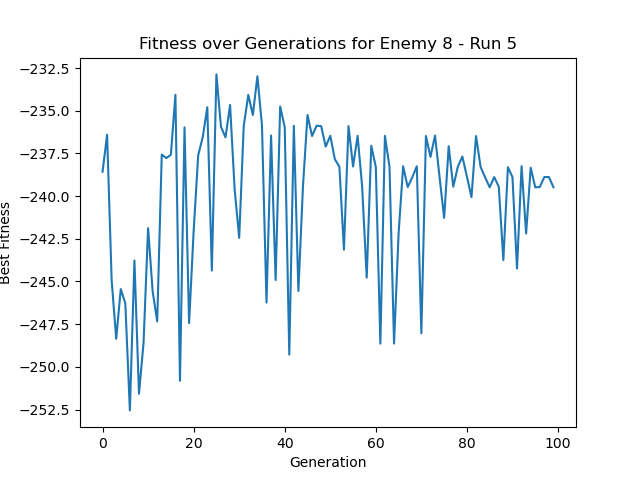 Fitness over Generations for Enemy 8 - Run 5
−232.5
−235.0
−237.5
−240.0
−242.5
−245.0
−247.5
−250.0
−252.5
Best Fitness
0 20 40 60 80 100
Generation